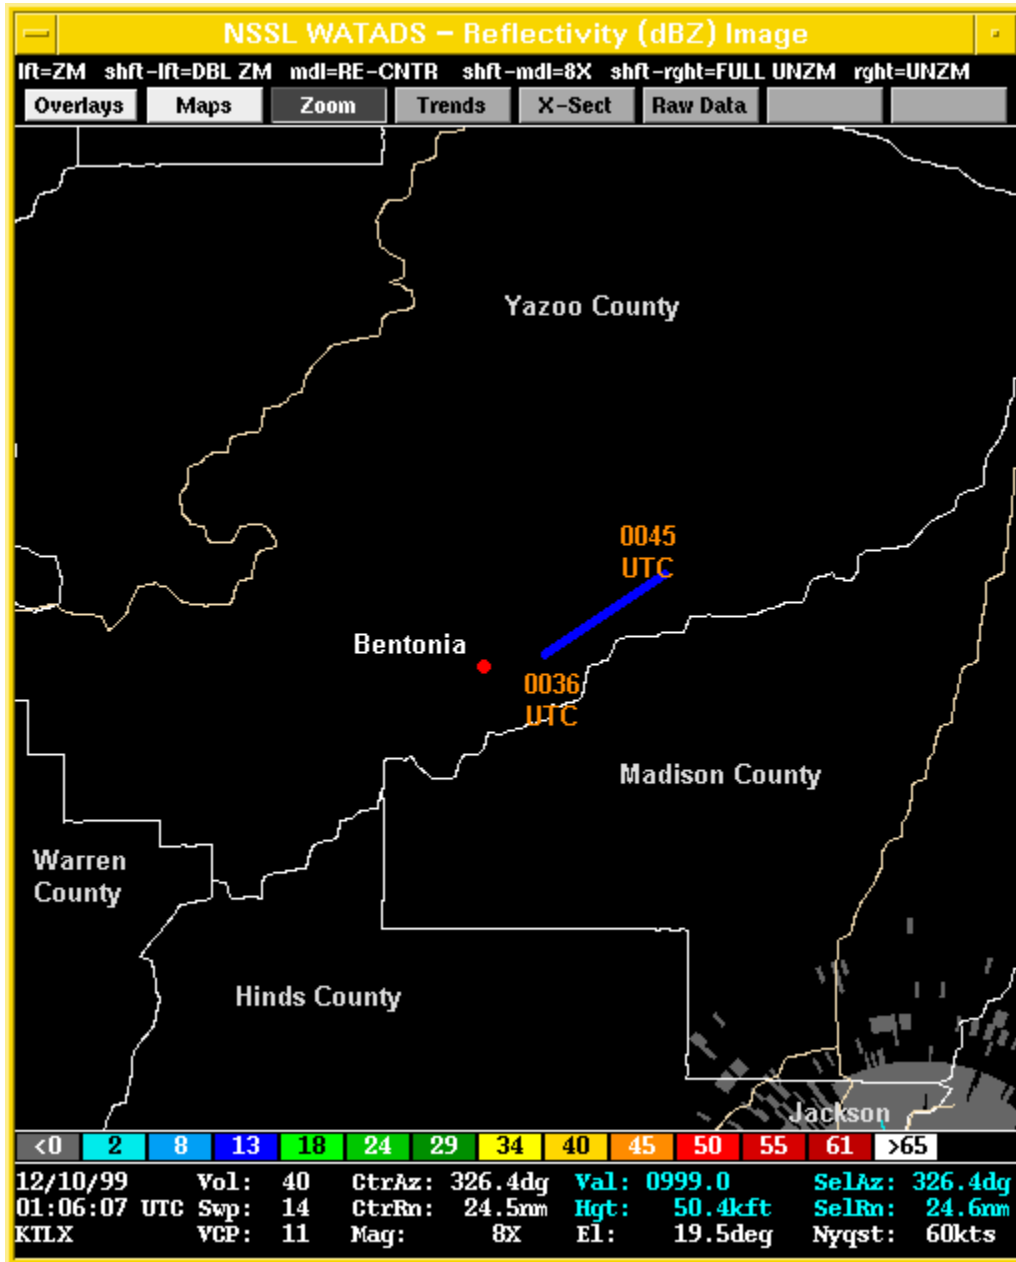 NSSL WATADS – Reflectivity (dBZ) Image
lft=ZM shft-lft=DBL ZM mdl=RE-CNTR shft-mdl=8X shft-rght=FULL UNZM rght=UNZM
Overlays Maps Zoom Trends X-Sect Raw Data
Yazoo County
0045
UTC
Bentonia
0036
UTC
Madison County
Warren
County
Hinds County
Jackson
<0 2 8 13 18 24 29 34 40 45 50 55 61 >65
12/10/99 Vol: 40 CtrAz: 326.4dg Val: 0999.0 SelAz: 326.4dg
01:06:07 UTC Swp: 14 CtrRn: 24.5nm Hgt: 50.4kft SelRn: 24.6nm
KTLX VCP: 11 Mag: 8X El: 19.5deg Nyqst: 60kts